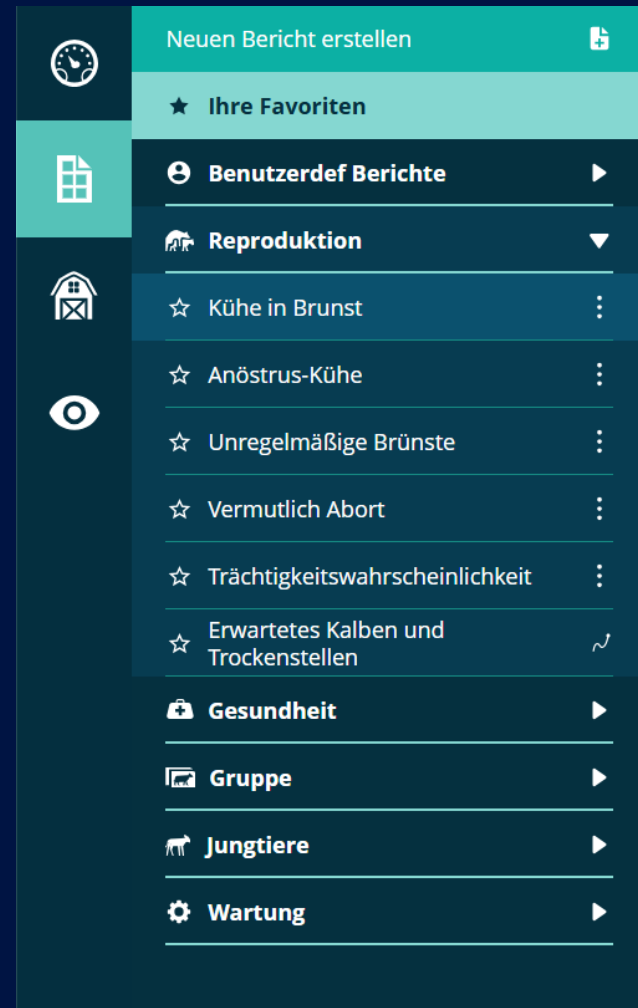 Neuen Bericht erstellen
Ihre Favoriten
Benutzerdef Berichte
Reproduktion
Kühe in Brunst
Anöstrus-Kühe
Unregelmäßige Brünste
Vermutlich Abort
Trächtigkeitswahrscheinlichkeit
Erwartetes Kalben und
Trockenstellen
Gesundheit
Gruppe
Jungtiere
Wartung